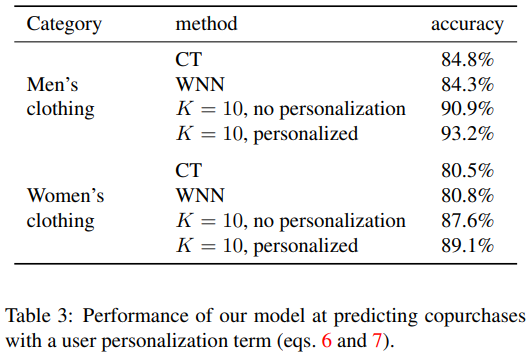 Category method accuracy
CT 84.8%
Men's WNN 84.3%
clothing K = 10, no personalization 90.9%
K = 10, personalized 93.2%
CT 80.5%
Women's WNN 80.8%
clothing K = 10, no personalization 87.6%
K = 10, personalized 89.1%
Table 3: Performance of our model at predicting copurchases
with a user personalization term (eqs. 6 and 7).